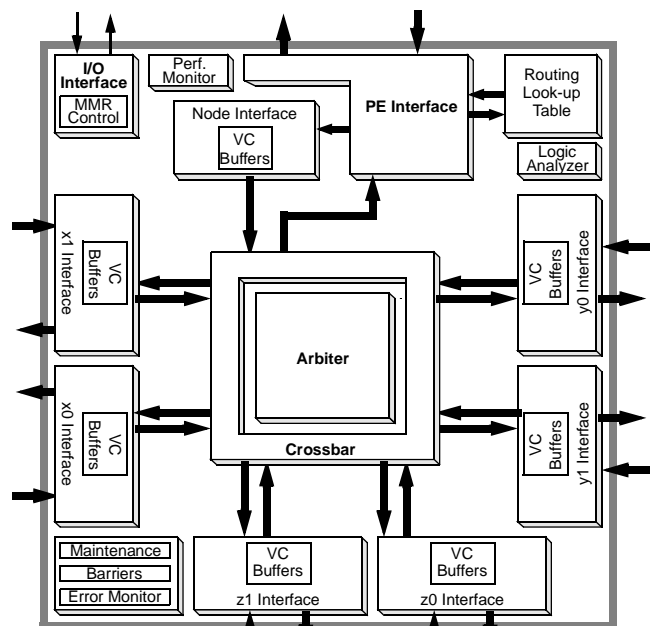 I/O
Interface
MMR
Control
Perf.
Monitor
PE Interface
Routing
Look-up
Table
Node Interface
VC
Buffers
Logic
Analyzer
x1 Interface
VC
Buffers
y0 Interface
VC
Buffers
Arbiter
Crossbar
x0 Interface
VC
Buffers
y1 Interface
VC
Buffers
Maintenance
Barriers
Error Monitor
VC
Buffers
z1 Interface
VC
Buffers
z0 Interface